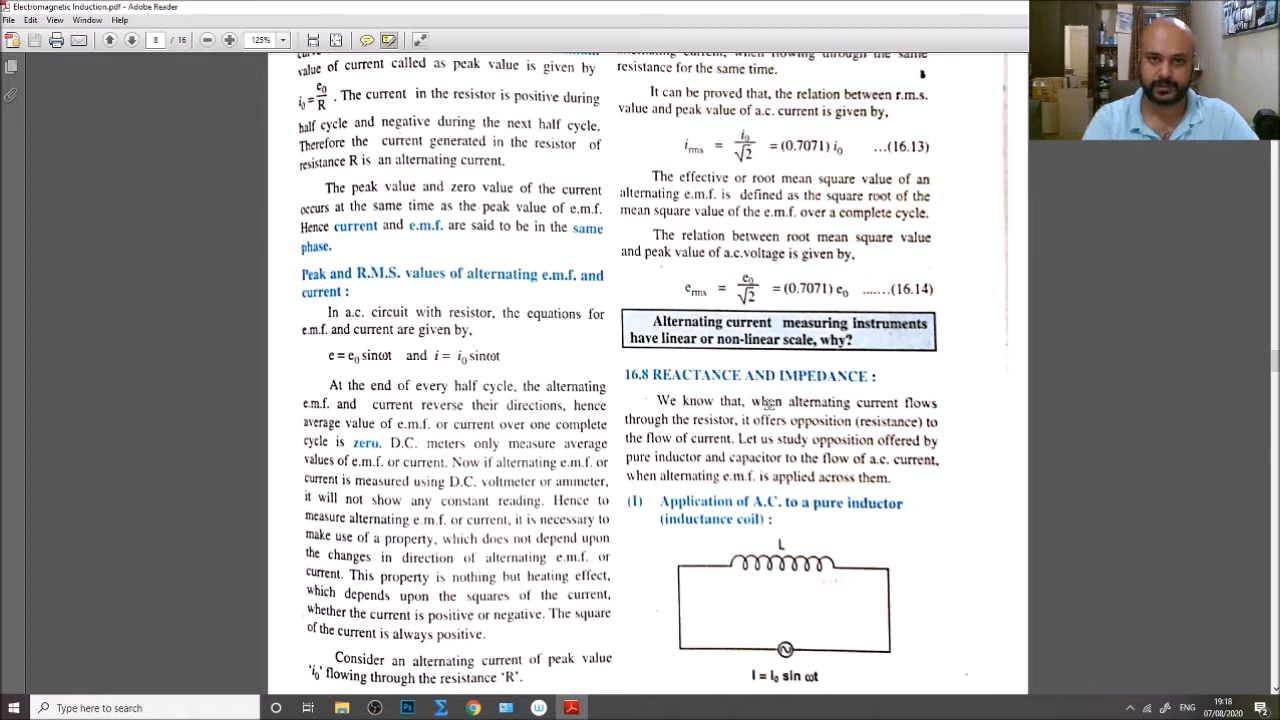 Electromagnetic Induction.pdf - Adobe Reader
File Edit View Window Help
8 / 16 125%
value of current called as peak value is given by
i0 = e0/R . The current in the resistor is positive during
half cycle and negative during the next half cycle.
Therefore the current generated in the resistor of
resistance R is an alternating current.
The peak value and zero value of the current
occurs at the same time as the peak value of e.m.f.
Hence current and e.m.f. are said to be in the same
phase.
Peak and R.M.S. values of alternating e.m.f. and
current :
In a.c. circuit with resistor, the equations for
e.m.f. and current are given by,
e = e0 sinωt and i = i0 sinωt
At the end of every half cycle, the alternating
e.m.f. and current reverse their directions, hence
average value of e.m.f. or current over one complete
cycle is zero. D.C. meters only measure average
values of e.m.f. or current. Now if alternating e.m.f. or
current is measured using D.C. voltmeter or ammeter,
it will not show any constant reading. Hence to
measure alternating e.m.f. or current, it is necessary to
make use of a property, which does not depend upon
the changes in direction of alternating e.m.f. or
current. This property is nothing but heating effect,
which depends upon the squares of the current,
whether the current is positive or negative. The square
of the current is always positive.
Consider an alternating current of peak value
'i0' flowing through the resistance 'R'.
alternating current, when flowing through the same
resistance for the same time.
It can be proved that, the relation between r.m.s.
value and peak value of a.c. current is given by,
irms = i0/√2 = (0.7071) i0 ...(16.13)
The effective or root mean square value of an
alternating e.m.f. is defined as the square root of the
mean square value of the e.m.f. over a complete cycle.
The relation between root mean square value
and peak value of a.c.voltage is given by,
erms = e0/√2 = (0.7071) e0 .......(16.14)
Alternating current measuring instruments
have linear or non-linear scale, why?
16.8 REACTANCE AND IMPEDANCE :
We know that, when alternating current flows
through the resistor, it offers opposition (resistance) to
the flow of current. Let us study opposition offered by
pure inductor and capacitor to the flow of a.c. current,
when alternating e.m.f. is applied across them.
(I) Application of A.C. to a pure inductor
(inductance coil) :
L
I = I0 sin ωt
Type here to search
ENG
19:18
07/08/2020
2